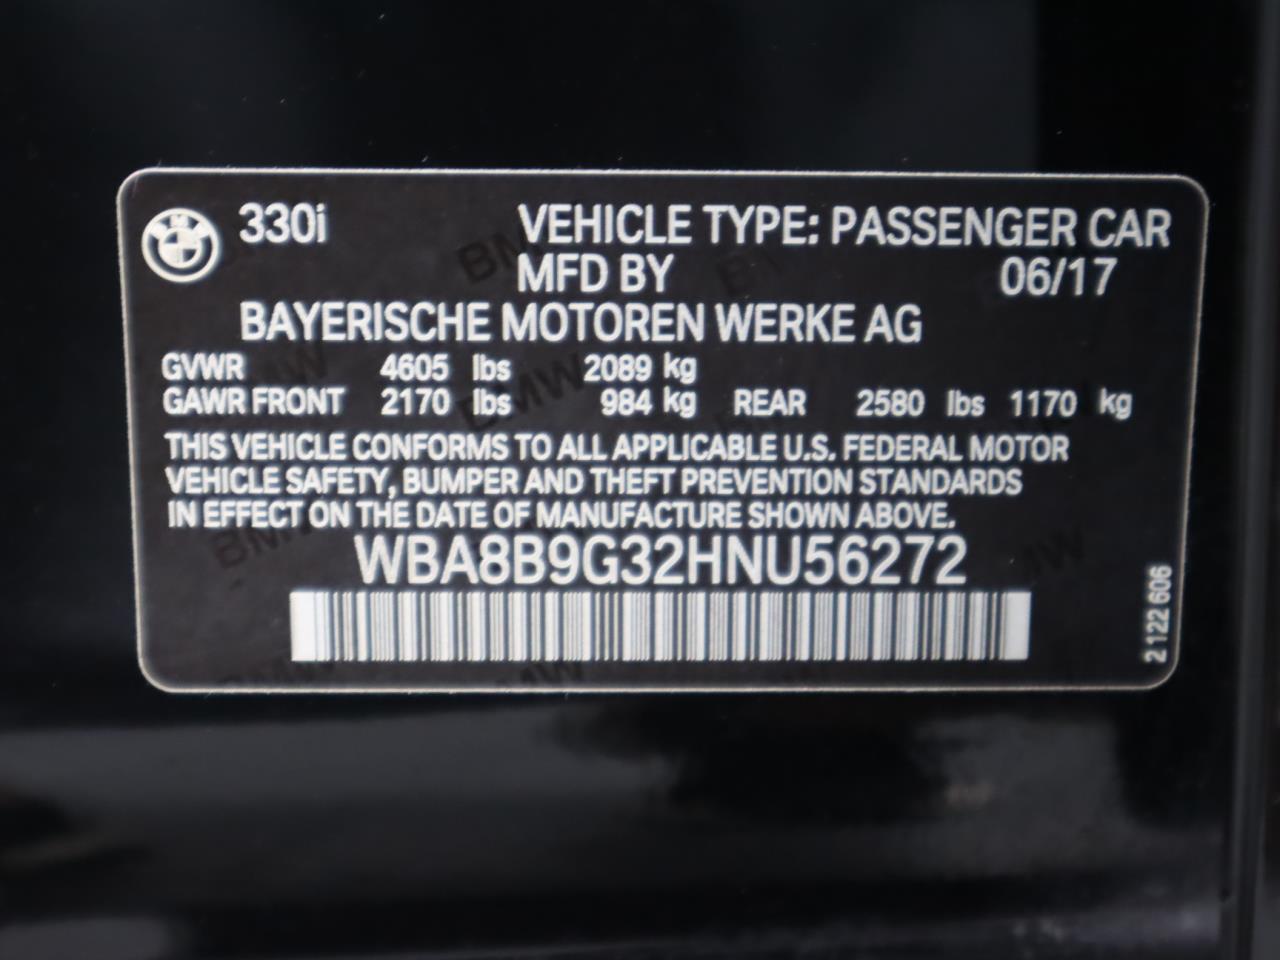 330i VEHICLE TYPE: PASSENGER CAR
MFD BY 06/17
BAYERISCHE MOTOREN WERKE AG
GVWR 4605 lbs 2089 kg
GAWR FRONT 2170 lbs 984 kg REAR 2580 lbs 1170 kg
THIS VEHICLE CONFORMS TO ALL APPLICABLE U.S. FEDERAL MOTOR
VEHICLE SAFETY, BUMPER AND THEFT PREVENTION STANDARDS
IN EFFECT ON THE DATE OF MANUFACTURE SHOWN ABOVE.
WBA8B9G32HNU56272
2 122 606